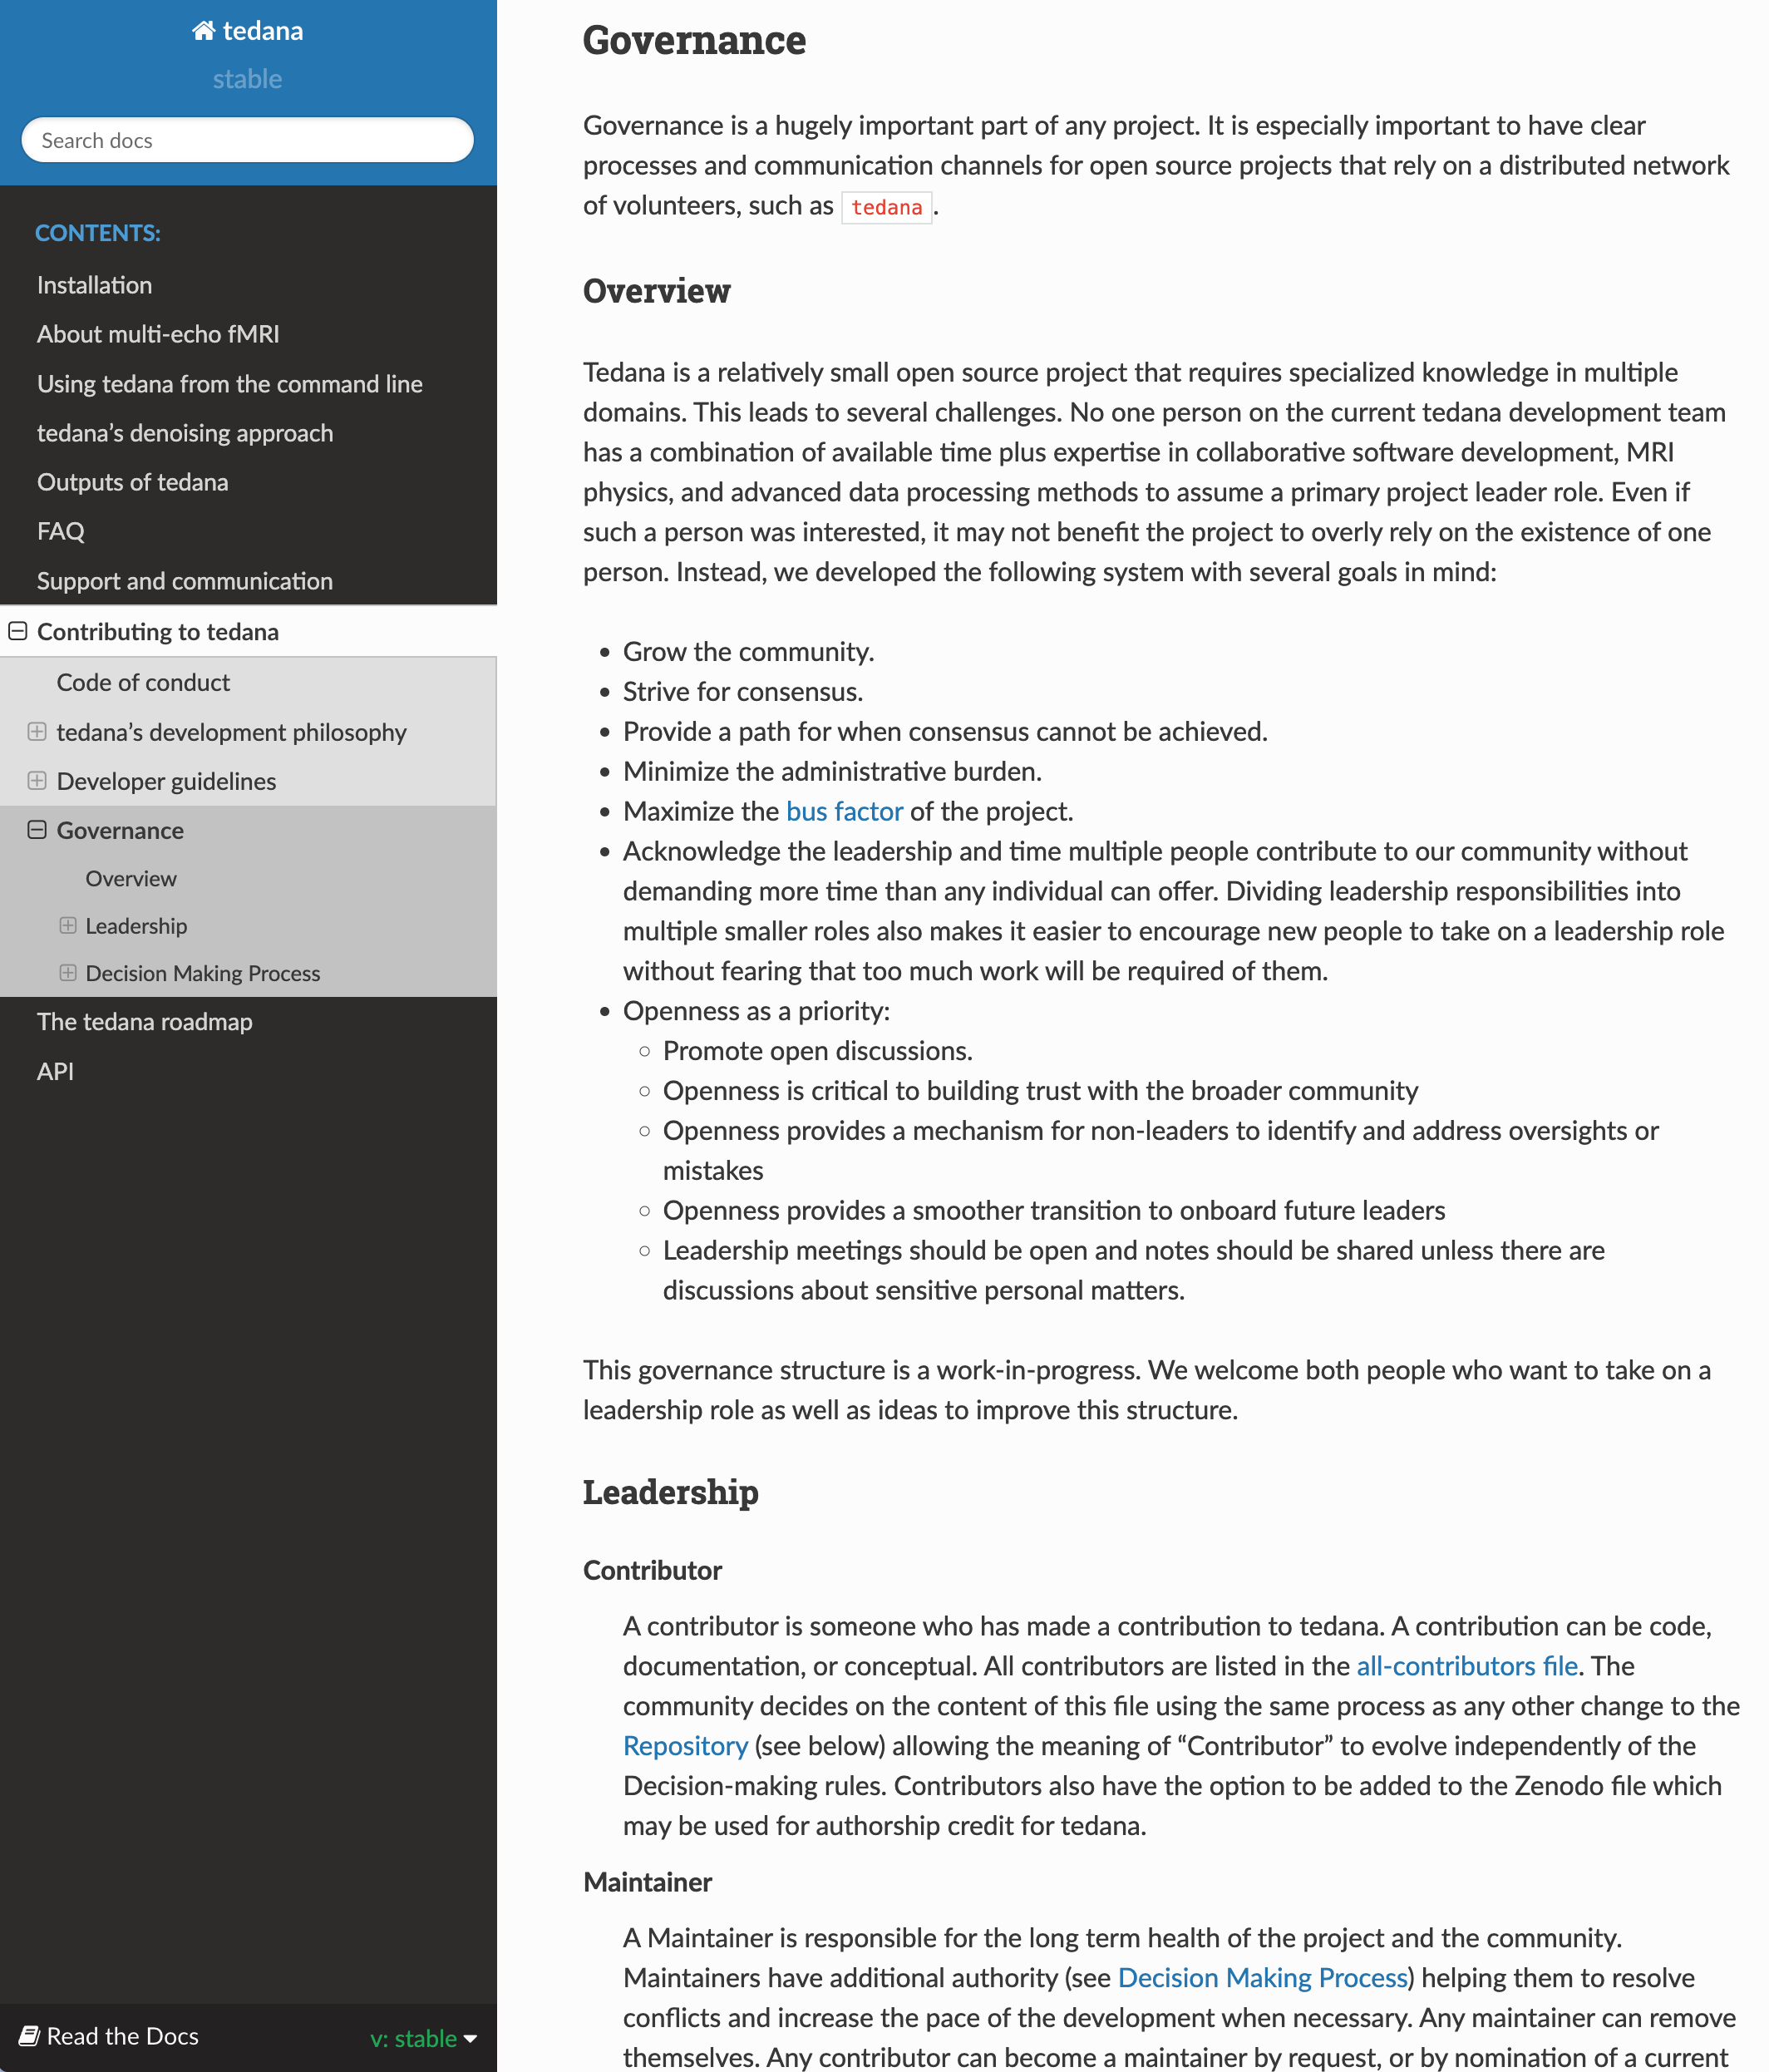 tedana
stable
Search docs
CONTENTS:
Installation
About multi-echo fMRI
Using tedana from the command line
tedana’s denoising approach
Outputs of tedana
FAQ
Support and communication
Contributing to tedana
Code of conduct
tedana’s development philosophy
Developer guidelines
Governance
Overview
Leadership
Decision Making Process
The tedana roadmap
API
Read the Docs
v: stable
Governance
Governance is a hugely important part of any project. It is especially important to have clear
processes and communication channels for open source projects that rely on a distributed network
of volunteers, such as tedana.
Overview
Tedana is a relatively small open source project that requires specialized knowledge in multiple
domains. This leads to several challenges. No one person on the current tedana development team
has a combination of available time plus expertise in collaborative software development, MRI
physics, and advanced data processing methods to assume a primary project leader role. Even if
such a person was interested, it may not benefit the project to overly rely on the existence of one
person. Instead, we developed the following system with several goals in mind:
• Grow the community.
• Strive for consensus.
• Provide a path for when consensus cannot be achieved.
• Minimize the administrative burden.
• Maximize the bus factor of the project.
• Acknowledge the leadership and time multiple people contribute to our community without
demanding more time than any individual can offer. Dividing leadership responsibilities into
multiple smaller roles also makes it easier to encourage new people to take on a leadership role
without fearing that too much work will be required of them.
• Openness as a priority:
◦ Promote open discussions.
◦ Openness is critical to building trust with the broader community
◦ Openness provides a mechanism for non-leaders to identify and address oversights or
mistakes
◦ Openness provides a smoother transition to onboard future leaders
◦ Leadership meetings should be open and notes should be shared unless there are
discussions about sensitive personal matters.
This governance structure is a work-in-progress. We welcome both people who want to take on a
leadership role as well as ideas to improve this structure.
Leadership
Contributor
A contributor is someone who has made a contribution to tedana. A contribution can be code,
documentation, or conceptual. All contributors are listed in the all-contributors file. The
community decides on the content of this file using the same process as any other change to the
Repository (see below) allowing the meaning of “Contributor” to evolve independently of the
Decision-making rules. Contributors also have the option to be added to the Zenodo file which
may be used for authorship credit for tedana.
Maintainer
A Maintainer is responsible for the long term health of the project and the community.
Maintainers have additional authority (see Decision Making Process) helping them to resolve
conflicts and increase the pace of the development when necessary. Any maintainer can remove
themselves. Any contributor can become a maintainer by request, or by nomination of a current